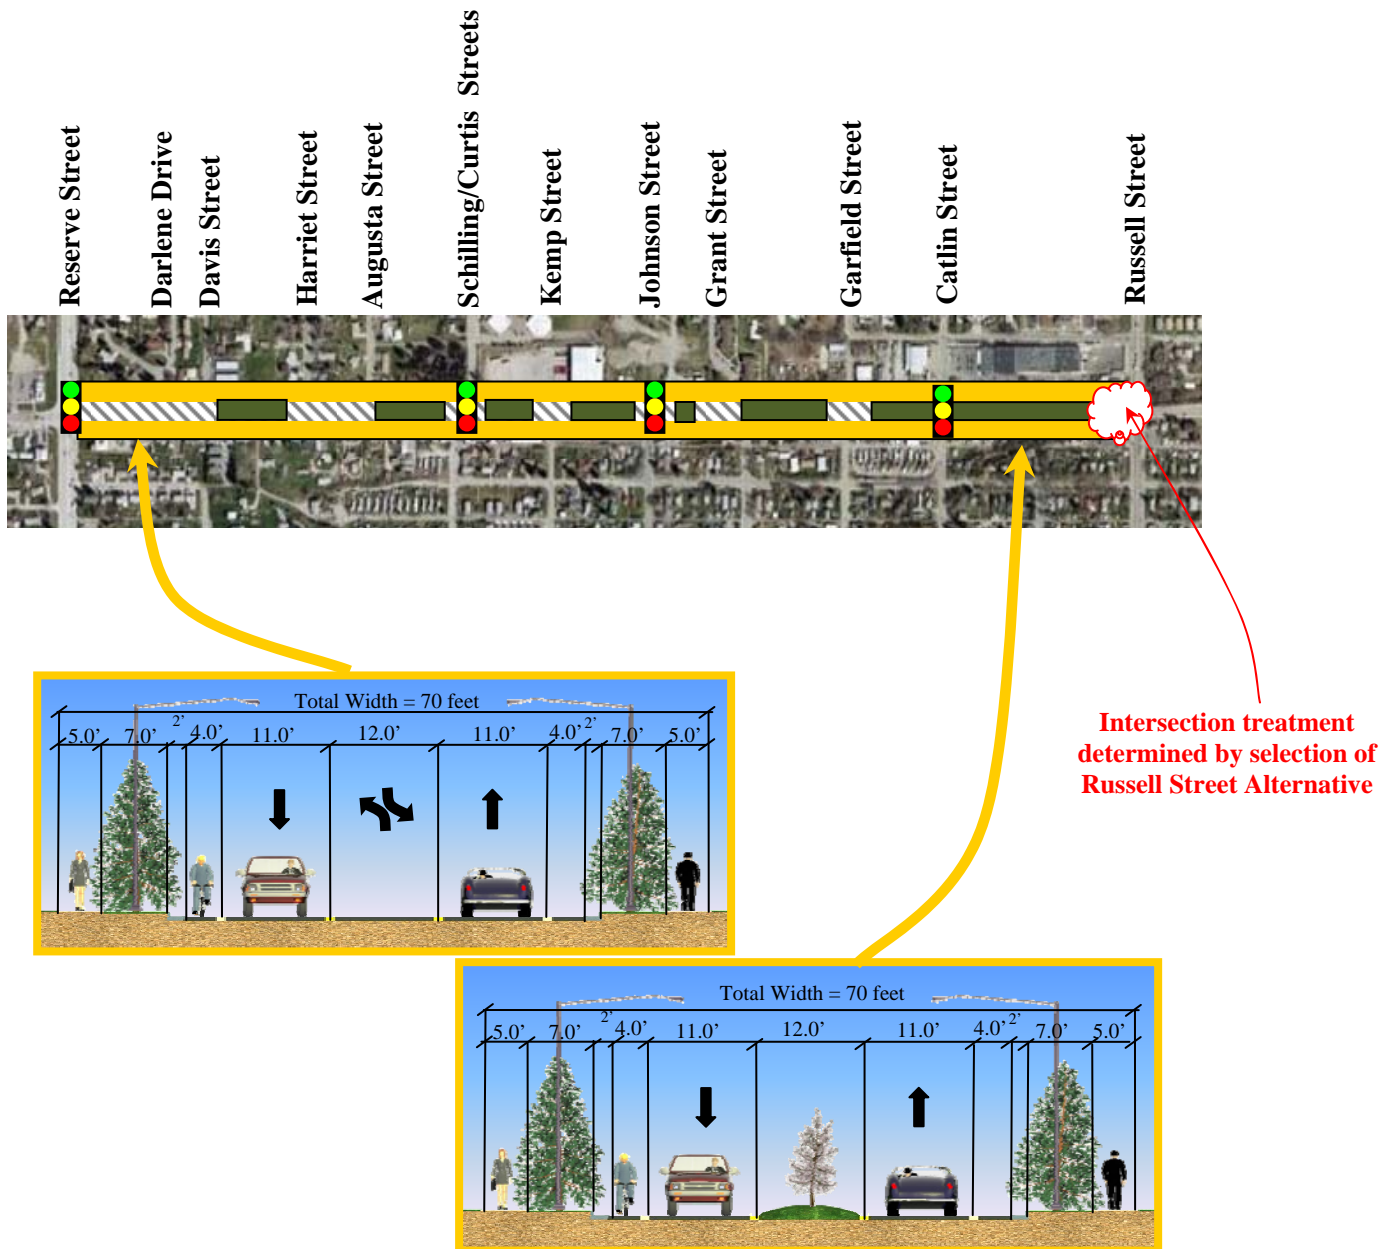 Reserve Street
Darlene Drive
Davis Street
Harriet Street
Augusta Street
Schilling/Curtis Streets
Kemp Street
Johnson Street
Grant Street
Garfield Street
Catlin Street
Russell Street
Intersection treatment
determined by selection of
Russell Street Alternative
Total Width = 70 feet
5.0’ 7.0’ 2’ 4.0’ 11.0’ 12.0’ 11.0’ 4.0’ 2’ 7.0’ 5.0’
Total Width = 70 feet
5.0’ 7.0’ 2’ 4.0’ 11.0’ 12.0’ 11.0’ 4.0’ 2’ 7.0’ 5.0’